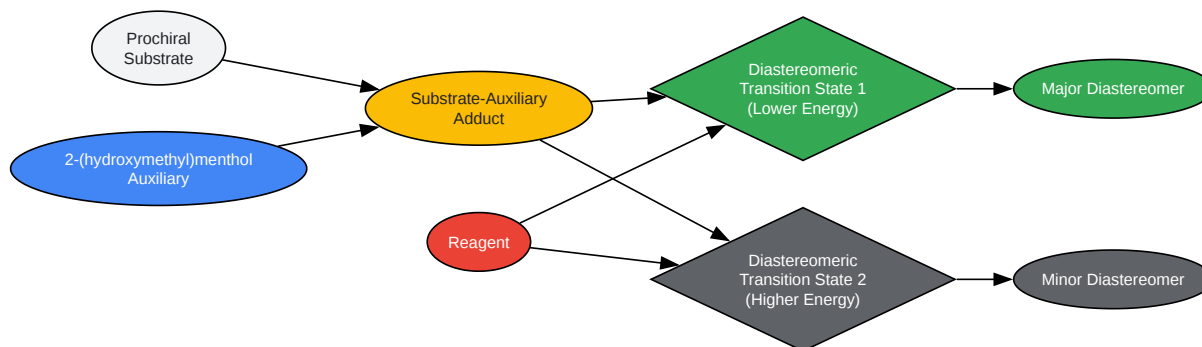 Prochiral
Substrate
2-(hydroxymethyl)menthol
Auxiliary
Substrate-Auxiliary
Adduct
Reagent
Diastereomeric
Transition State 1
(Lower Energy)
Major Diastereomer
Diastereomeric
Transition State 2
(Higher Energy)
Minor Diastereomer